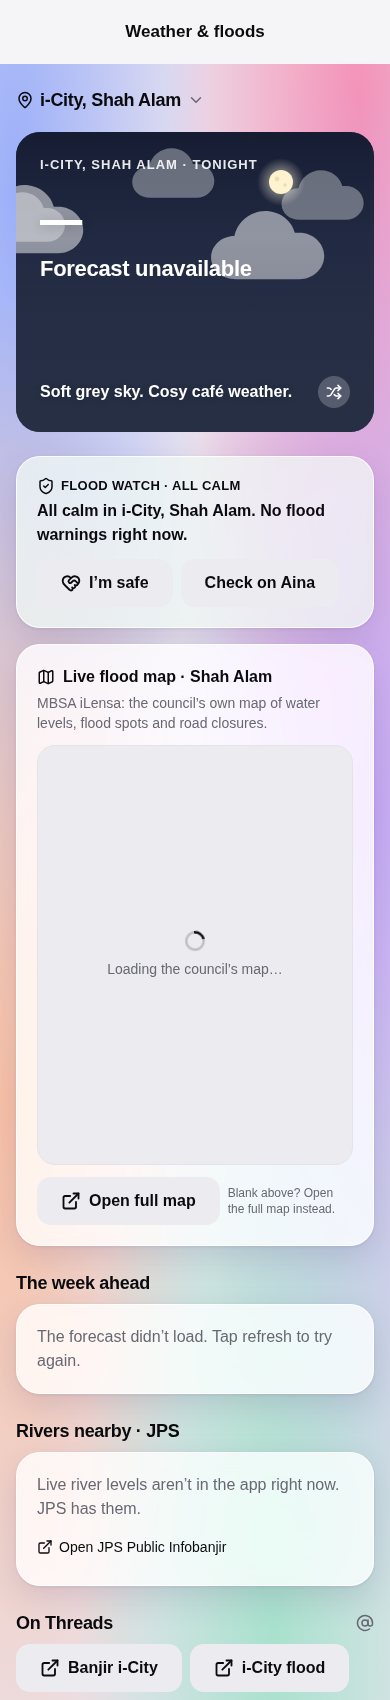 Weather & floods
i-City, Shah Alam
I-CITY, SHAH ALAM · TONIGHT
—
Forecast unavailable
Soft grey sky. Cosy café weather.
FLOOD WATCH · ALL CALM
All calm in i-City, Shah Alam. No flood
warnings right now.
I’m safe
Check on Aina
Live flood map · Shah Alam
MBSA iLensa: the council’s own map of water
levels, flood spots and road closures.
Loading the council’s map…
Open full map
Blank above? Open
the full map instead.
The week ahead
The forecast didn’t load. Tap refresh to try
again.
Rivers nearby · JPS
Live river levels aren’t in the app right now.
JPS has them.
Open JPS Public Infobanjir
On Threads
Banjir i-City
i-City flood